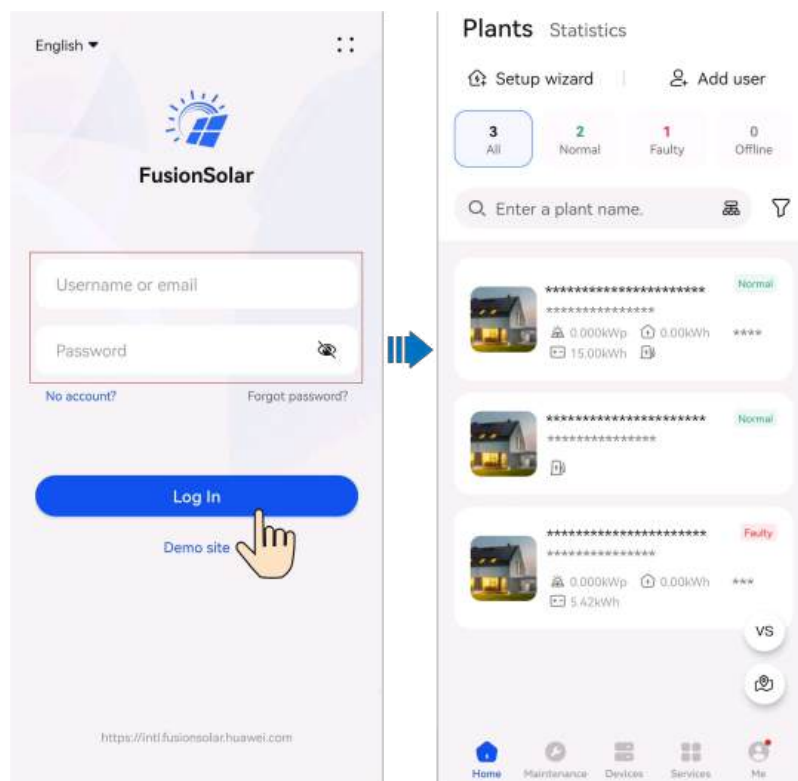 English
FusionSolar
Username or email
Password
No account? Forgot password?
Log In
Demo site
https://intl.fusionsolar.huawei.com
Plants Statistics
Setup wizard Add user
3 2 1 0
All Normal Faulty Offline
Enter a plant name.
********************** Normal
***************
0.000kWp 0.00kWh ****
15.00kWh
********************** Normal
***************
********************** Faulty
***************
0.000kWp 0.00kWh ***
5.42kWh
VS
Home Maintenance Devices Services Me